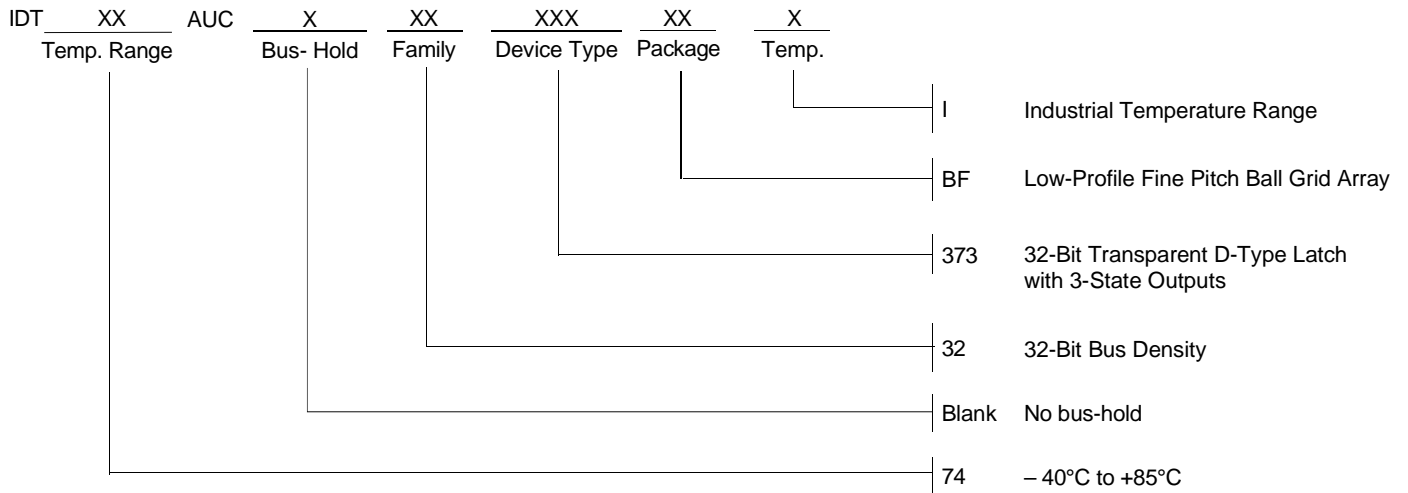 IDT XX AUC X XX XXX XX X
Temp. Range Bus- Hold Family Device Type Package Temp.
I Industrial Temperature Range
BF Low-Profile Fine Pitch Ball Grid Array
373 32-Bit Transparent D-Type Latch
with 3-State Outputs
32 32-Bit Bus Density
Blank No bus-hold
74 – 40°C to +85°C